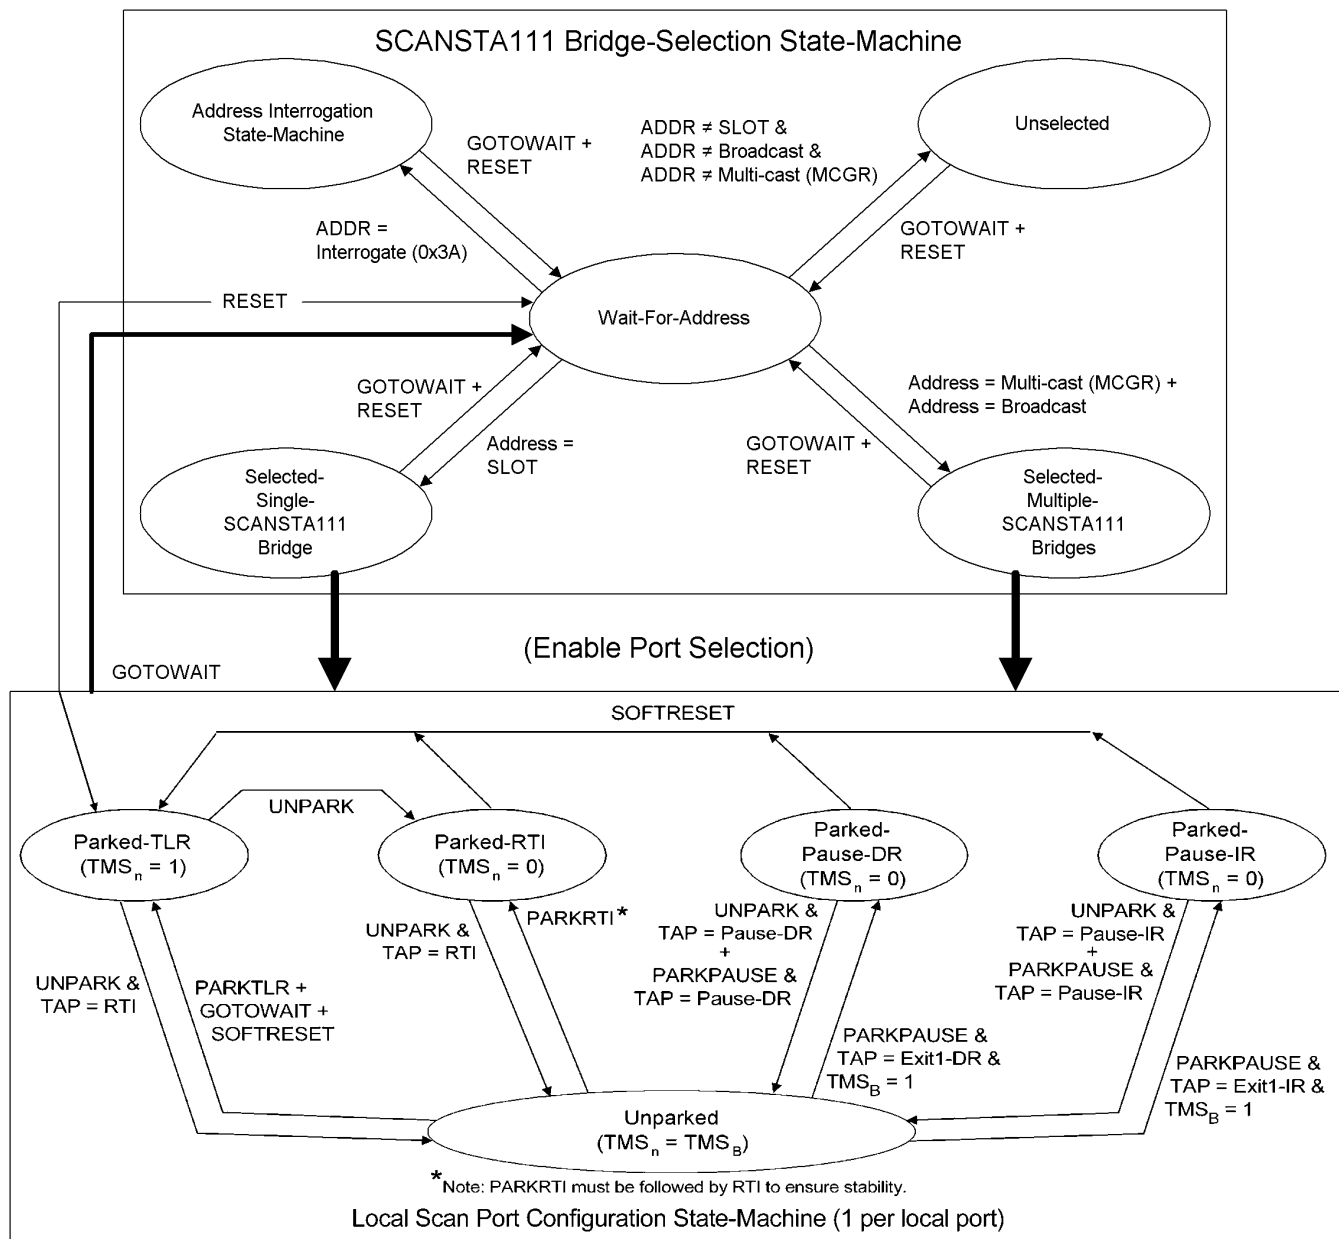 SCANSTA111 Bridge-Selection State-Machine
Address Interrogation
State-Machine
GOTOWAIT +
RESET
ADDR ≠ SLOT &
ADDR ≠ Broadcast &
ADDR ≠ Multi-cast (MCGR)
Unselected
ADDR =
Interrogate (0x3A)
GOTOWAIT +
RESET
RESET
Wait-For-Address
GOTOWAIT +
RESET
Address =
SLOT
Address = Multi-cast (MCGR) +
Address = Broadcast
GOTOWAIT +
RESET
Selected-
Single-
SCANSTA111
Bridge
Selected-
Multiple-
SCANSTA111
Bridges
(Enable Port Selection)
GOTOWAIT
SOFTRESET
UNPARK
Parked-TLR
(TMSn = 1)
Parked-RTI
(TMSn = 0)
Parked-
Pause-DR
(TMSn = 0)
Parked-
Pause-IR
(TMSn = 0)
UNPARK &
TAP = RTI
PARKTLR +
GOTOWAIT +
SOFTRESET
UNPARK &
TAP = RTI
PARKRTI*
UNPARK &
TAP = Pause-DR
+
PARKPAUSE &
TAP = Pause-DR
PARKPAUSE &
TAP = Exit1-DR &
TMSB = 1
UNPARK &
TAP = Pause-IR
+
PARKPAUSE &
TAP = Pause-IR
PARKPAUSE &
TAP = Exit1-IR &
TMSB = 1
Unparked
(TMSn = TMSB)
*Note: PARKRTI must be followed by RTI to ensure stability.
Local Scan Port Configuration State-Machine (1 per local port)